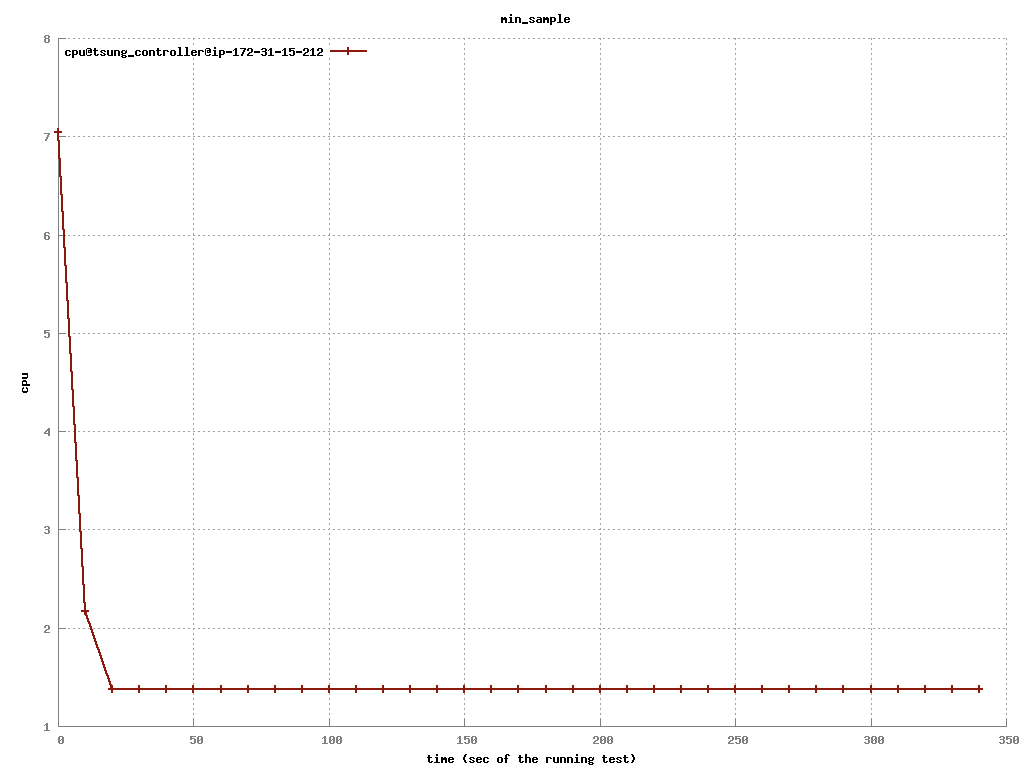 min_sample
cpu@tsung_controller@ip-172-31-15-212
8
7
6
5
4
3
2
1
cpu
0 50 100 150 200 250 300 350
time (sec of the running test)